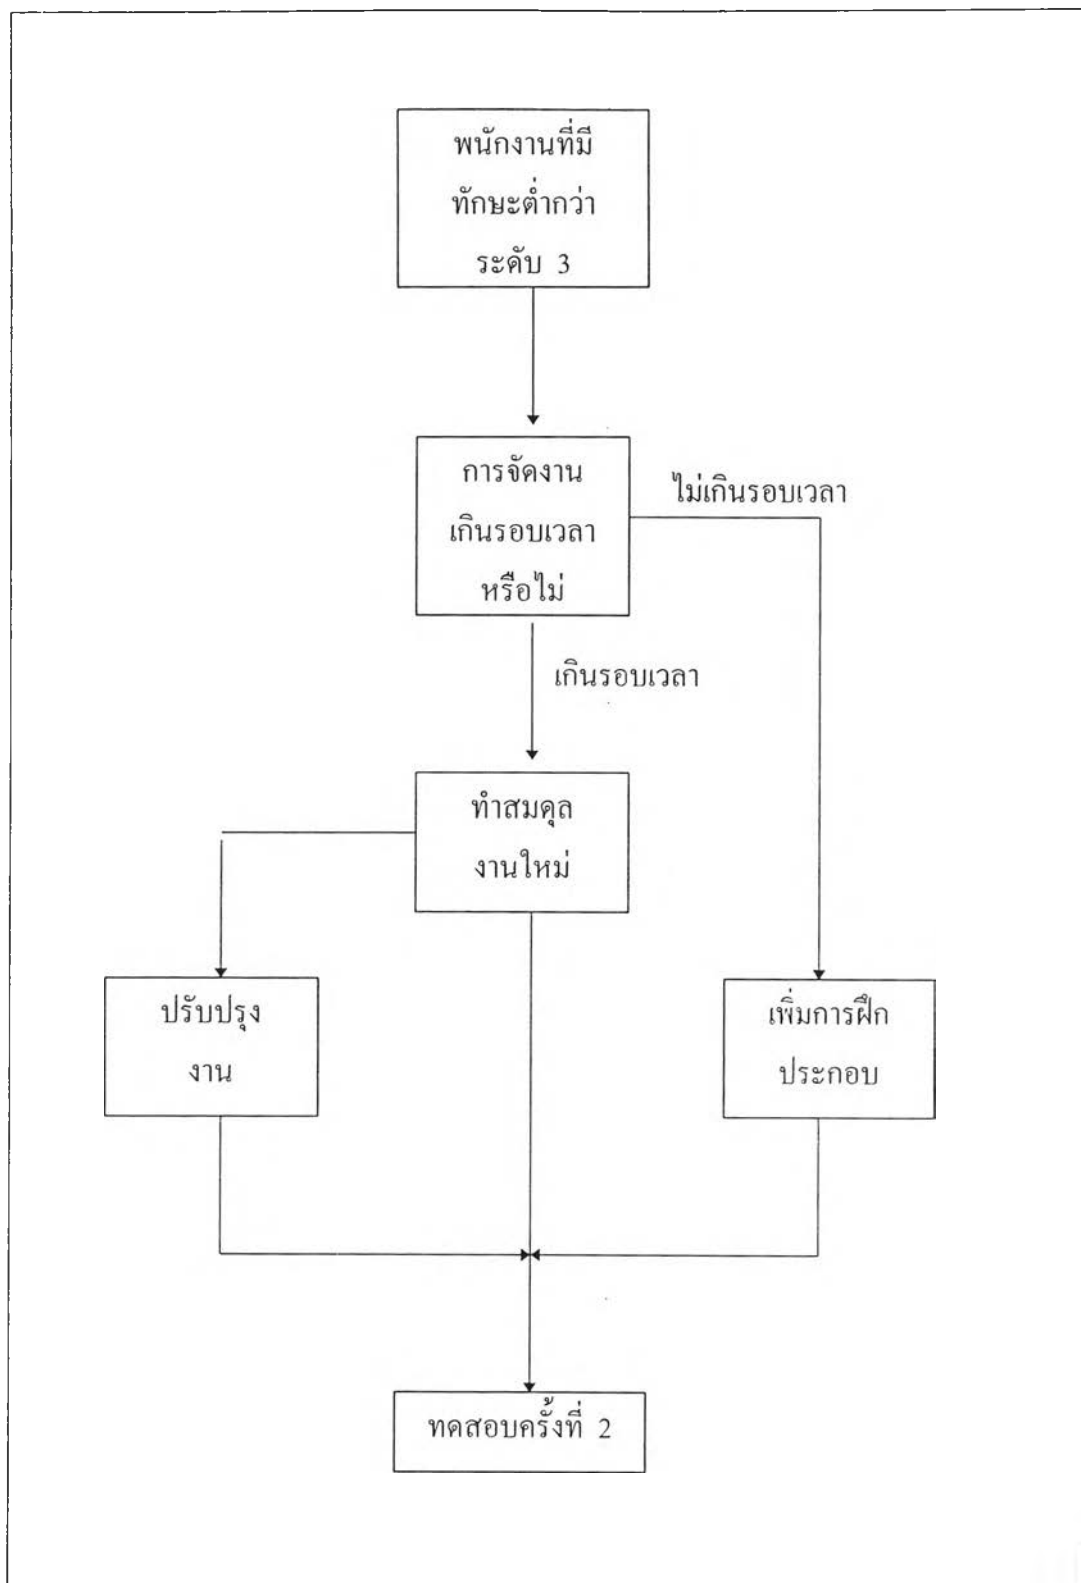 พนักงานที่มี
ทักษะต่ำกว่า
ระดับ 3
การจัดงาน
เกินรอบเวลา
หรือไม่
ไม่เกินรอบเวลา
เกินรอบเวลา
ทำสมดุล
งานใหม่
ปรับปรุง
งาน
เพิ่มการฝึก
ประกอบ
ทดสอบครั้งที่ 2